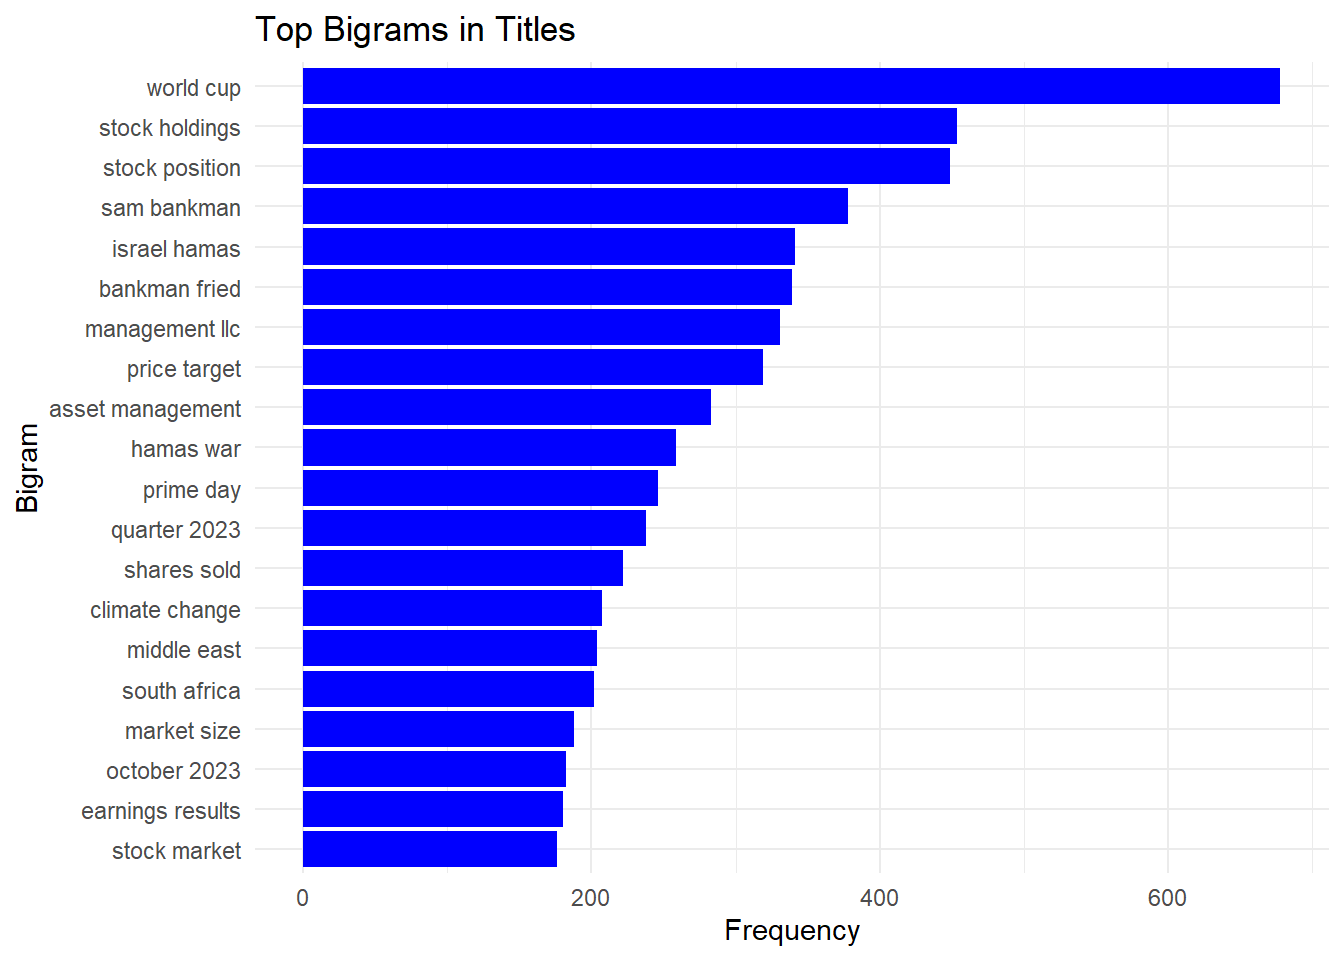 Top Bigrams in Titles
world cup
stock holdings
stock position
sam bankman
israel hamas
bankman fried
management llc
price target
asset management
hamas war
prime day
quarter 2023
shares sold
climate change
middle east
south africa
market size
october 2023
earnings results
stock market
Bigram
0 200 400 600
Frequency